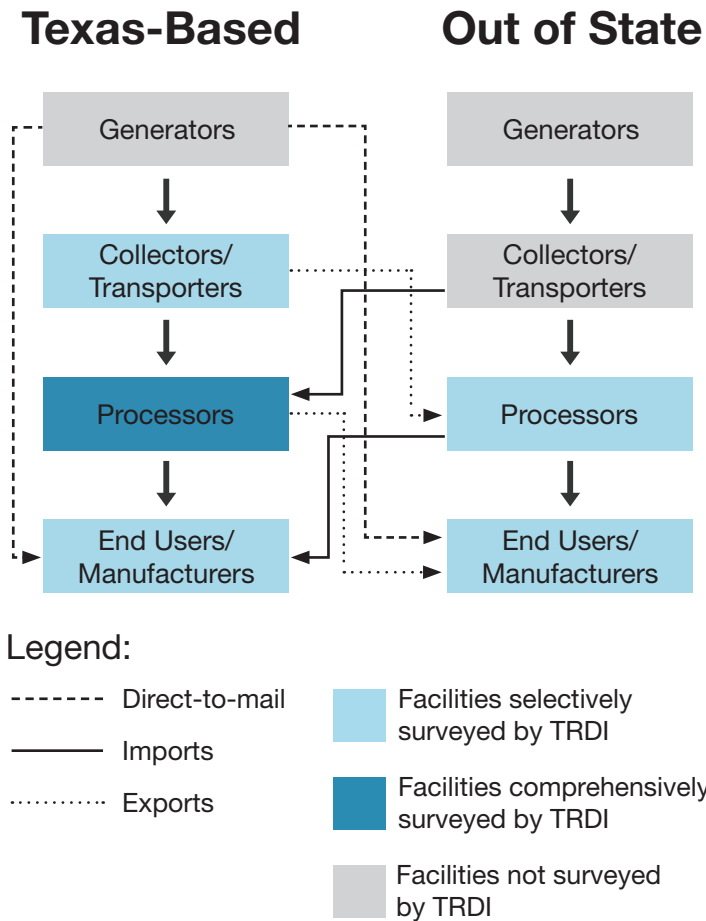 Texas-Based
Out of State
Generators
Generators
Collectors/
Transporters
Collectors/
Transporters
Processors
Processors
End Users/
Manufacturers
End Users/
Manufacturers
Legend:
Direct-to-mail
Imports
Exports
Facilities selectively
surveyed by TRDI
Facilities comprehensively
surveyed by TRDI
Facilities not surveyed
by TRDI